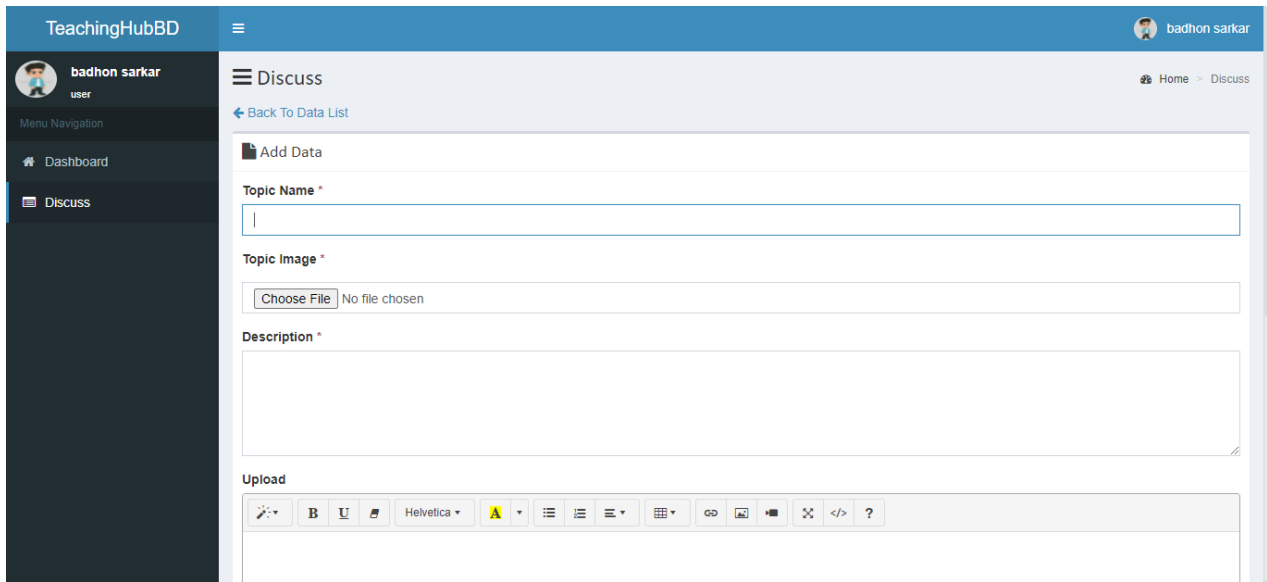 TeachingHubBD
badhon sarkar
badhon sarkar
user
Menu Navigation
Dashboard
Discuss
Discuss
Home > Discuss
Back To Data List
Add Data
Topic Name *
Topic Image *
Choose File No file chosen
Description *
Upload
B U Helvetica A </> ?